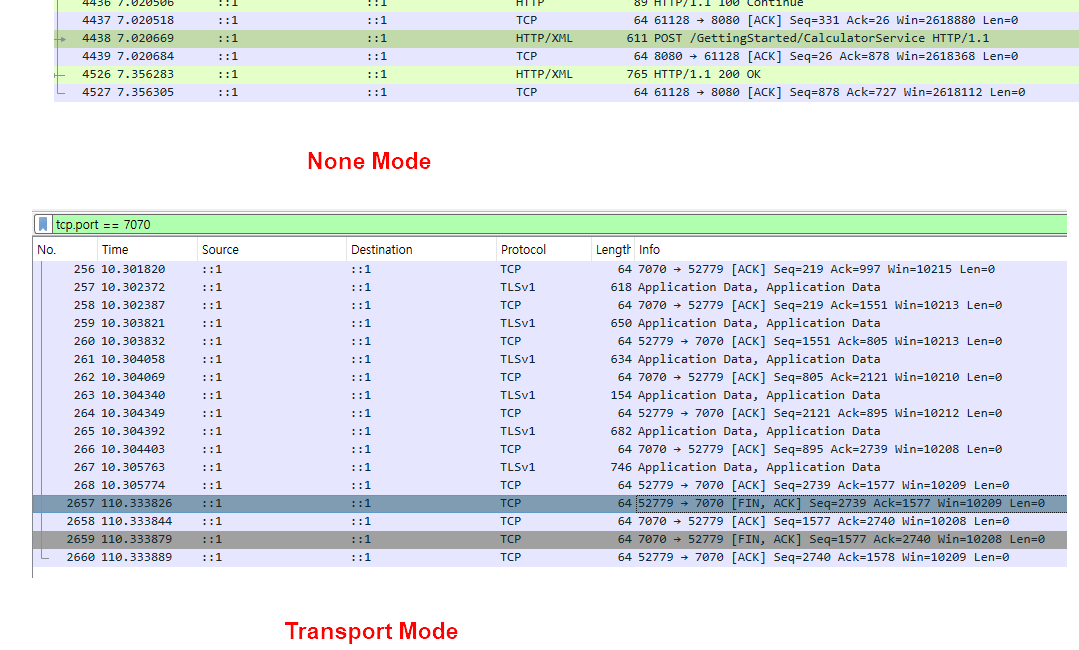 4436 7.020506 ::1 ::1 HTTP 89 HTTP/1.1 100 Continue
4437 7.020518 ::1 ::1 TCP 64 61128 → 8080 [ACK] Seq=331 Ack=26 Win=2618880 Len=0
4438 7.020669 ::1 ::1 HTTP/XML 611 POST /GettingStarted/CalculatorService HTTP/1.1
4439 7.020684 ::1 ::1 TCP 64 8080 → 61128 [ACK] Seq=26 Ack=878 Win=2618368 Len=0
4526 7.356283 ::1 ::1 HTTP/XML 765 HTTP/1.1 200 OK
4527 7.356305 ::1 ::1 TCP 64 61128 → 8080 [ACK] Seq=878 Ack=727 Win=2618112 Len=0
None Mode
tcp.port == 7070
No. Time Source Destination Protocol Length Info
256 10.301820 ::1 ::1 TCP 64 7070 → 52779 [ACK] Seq=219 Ack=997 Win=10215 Len=0
257 10.302372 ::1 ::1 TLSv1 618 Application Data, Application Data
258 10.302387 ::1 ::1 TCP 64 7070 → 52779 [ACK] Seq=219 Ack=1551 Win=10213 Len=0
259 10.303821 ::1 ::1 TLSv1 650 Application Data, Application Data
260 10.303832 ::1 ::1 TCP 64 52779 → 7070 [ACK] Seq=1551 Ack=805 Win=10213 Len=0
261 10.304058 ::1 ::1 TLSv1 634 Application Data, Application Data
262 10.304069 ::1 ::1 TCP 64 7070 → 52779 [ACK] Seq=805 Ack=2121 Win=10210 Len=0
263 10.304340 ::1 ::1 TLSv1 154 Application Data, Application Data
264 10.304349 ::1 ::1 TCP 64 52779 → 7070 [ACK] Seq=2121 Ack=895 Win=10212 Len=0
265 10.304392 ::1 ::1 TLSv1 682 Application Data, Application Data
266 10.304403 ::1 ::1 TCP 64 7070 → 52779 [ACK] Seq=895 Ack=2739 Win=10208 Len=0
267 10.305763 ::1 ::1 TLSv1 746 Application Data, Application Data
268 10.305774 ::1 ::1 TCP 64 52779 → 7070 [ACK] Seq=2739 Ack=1577 Win=10209 Len=0
2657 110.333826 ::1 ::1 TCP 64 52779 → 7070 [FIN, ACK] Seq=2739 Ack=1577 Win=10209 Len=0
2658 110.333844 ::1 ::1 TCP 64 7070 → 52779 [ACK] Seq=1577 Ack=2740 Win=10208 Len=0
2659 110.333879 ::1 ::1 TCP 64 7070 → 52779 [FIN, ACK] Seq=1577 Ack=2740 Win=10208 Len=0
2660 110.333889 ::1 ::1 TCP 64 52779 → 7070 [ACK] Seq=2740 Ack=1578 Win=10209 Len=0
Transport Mode